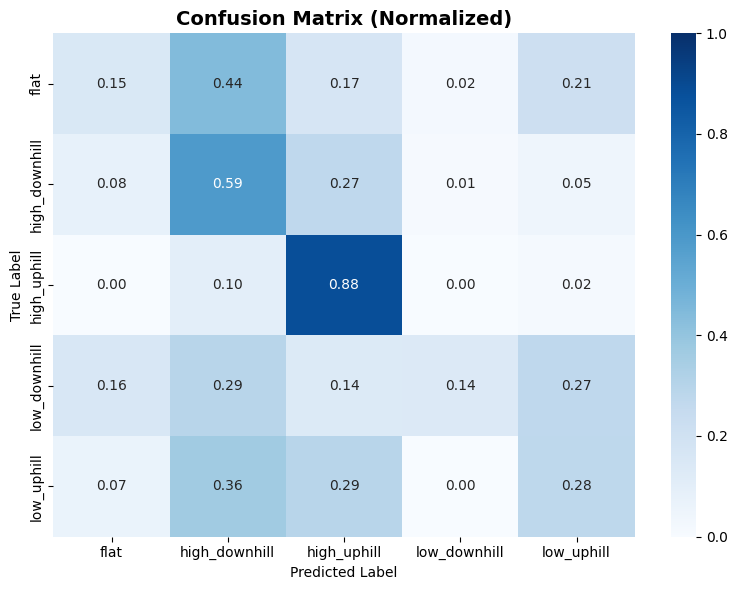 Confusion Matrix (Normalized)
True Label
flat 0.15 0.44 0.17 0.02 0.21
high_downhill 0.08 0.59 0.27 0.01 0.05
high_uphill 0.00 0.10 0.88 0.00 0.02
low_downhill 0.16 0.29 0.14 0.14 0.27
low_uphill 0.07 0.36 0.29 0.00 0.28
flat high_downhill high_uphill low_downhill low_uphill
Predicted Label
1.0
0.8
0.6
0.4
0.2
0.0